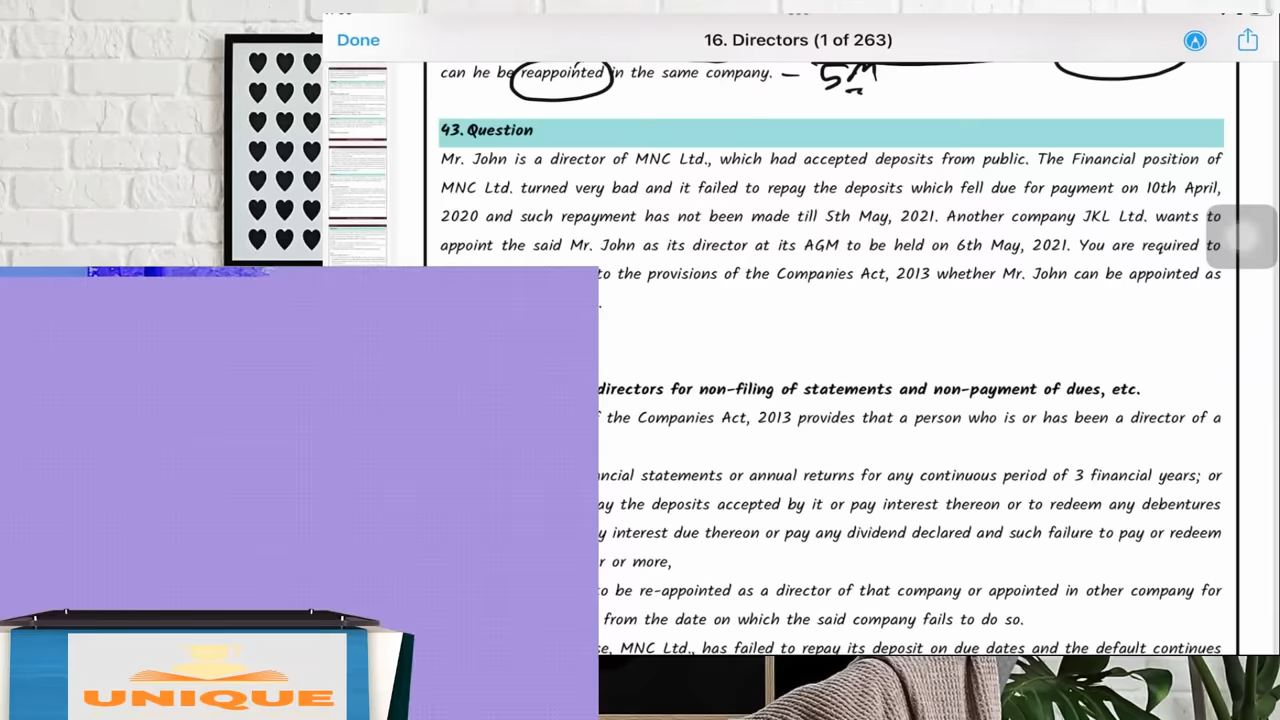 Done
16. Directors (1 of 263)
can he be reappointed in the same company. – 5M
43. Question
Mr. John is a director of MNC Ltd., which had accepted deposits from public. The Financial position of
MNC Ltd. turned very bad and it failed to repay the deposits which fell due for payment on 10th April,
2020 and such repayment has not been made till 5th May, 2021. Another company JKL Ltd. wants to
appoint the said Mr. John as its director at its AGM to be held on 6th May, 2021. You are required to
to the provisions of the Companies Act, 2013 whether Mr. John can be appointed as
.
directors for non-filing of statements and non-payment of dues, etc.
f the Companies Act, 2013 provides that a person who is or has been a director of a
ncial statements or annual returns for any continuous period of 3 financial years; or
ay the deposits accepted by it or pay interest thereon or to redeem any debentures
y interest due thereon or pay any dividend declared and such failure to pay or redeem
r or more,
o be re-appointed as a director of that company or appointed in other company for
from the date on which the said company fails to do so.
se, MNC Ltd., has failed to repay its deposit on due dates and the default continues
UNIQUE